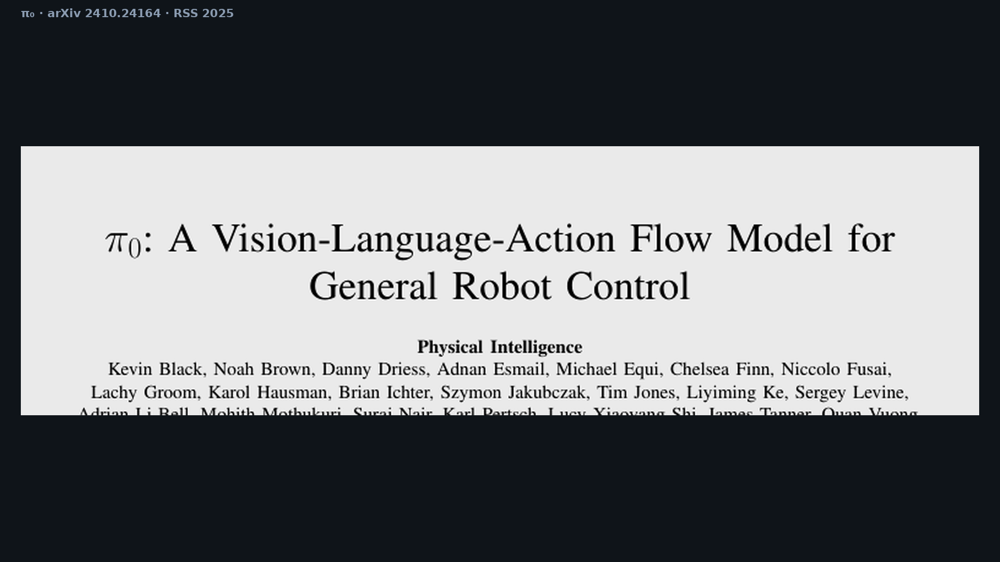 π₀ · arXiv 2410.24164 · RSS 2025
π₀: A Vision-Language-Action Flow Model for
General Robot Control
Physical Intelligence
Kevin Black, Noah Brown, Danny Driess, Adnan Esmail, Michael Equi, Chelsea Finn, Niccolo Fusai,
Lachy Groom, Karol Hausman, Brian Ichter, Szymon Jakubczak, Tim Jones, Liyiming Ke, Sergey Levine,
Adrian Li-Bell, Mohith Mothukuri, Suraj Nair, Karl Pertsch, Lucy Xiaoyang Shi, James Tanner, Quan Vuong